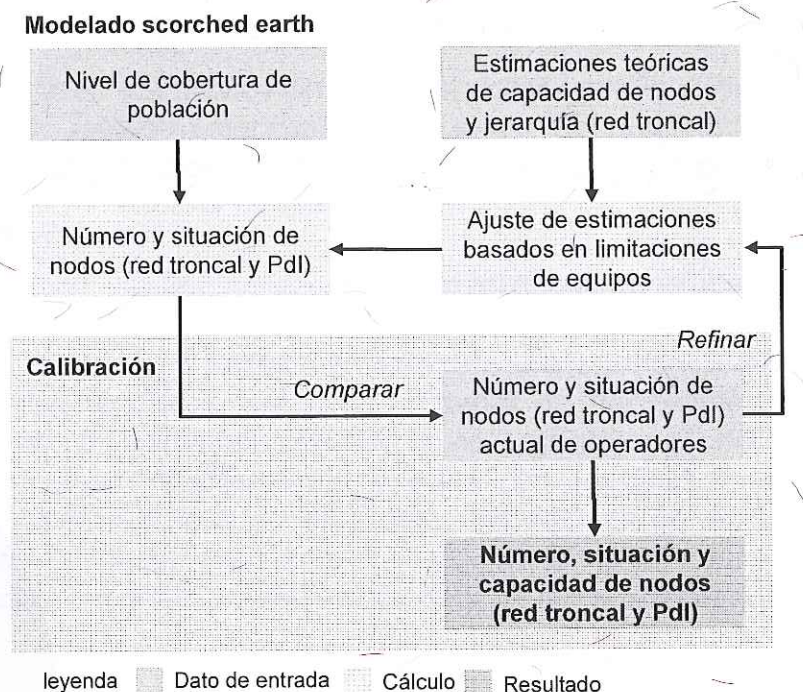 Modelado scorched earth
Nivel de cobertura de
población
Estimaciones teóricas
de capacidad de nodos
y jerarquía (red troncal)
Número y situación de
nodos (red troncal y PdI)
Ajuste de estimaciones
basados en limitaciones
de equipos
Refinar
Calibración
Comparar
Número y situación de
nodos (red troncal y PdI)
actual de operadores
Número, situación y
capacidad de nodos
(red troncal y PdI)
leyenda Dato de entrada Cálculo Resultado